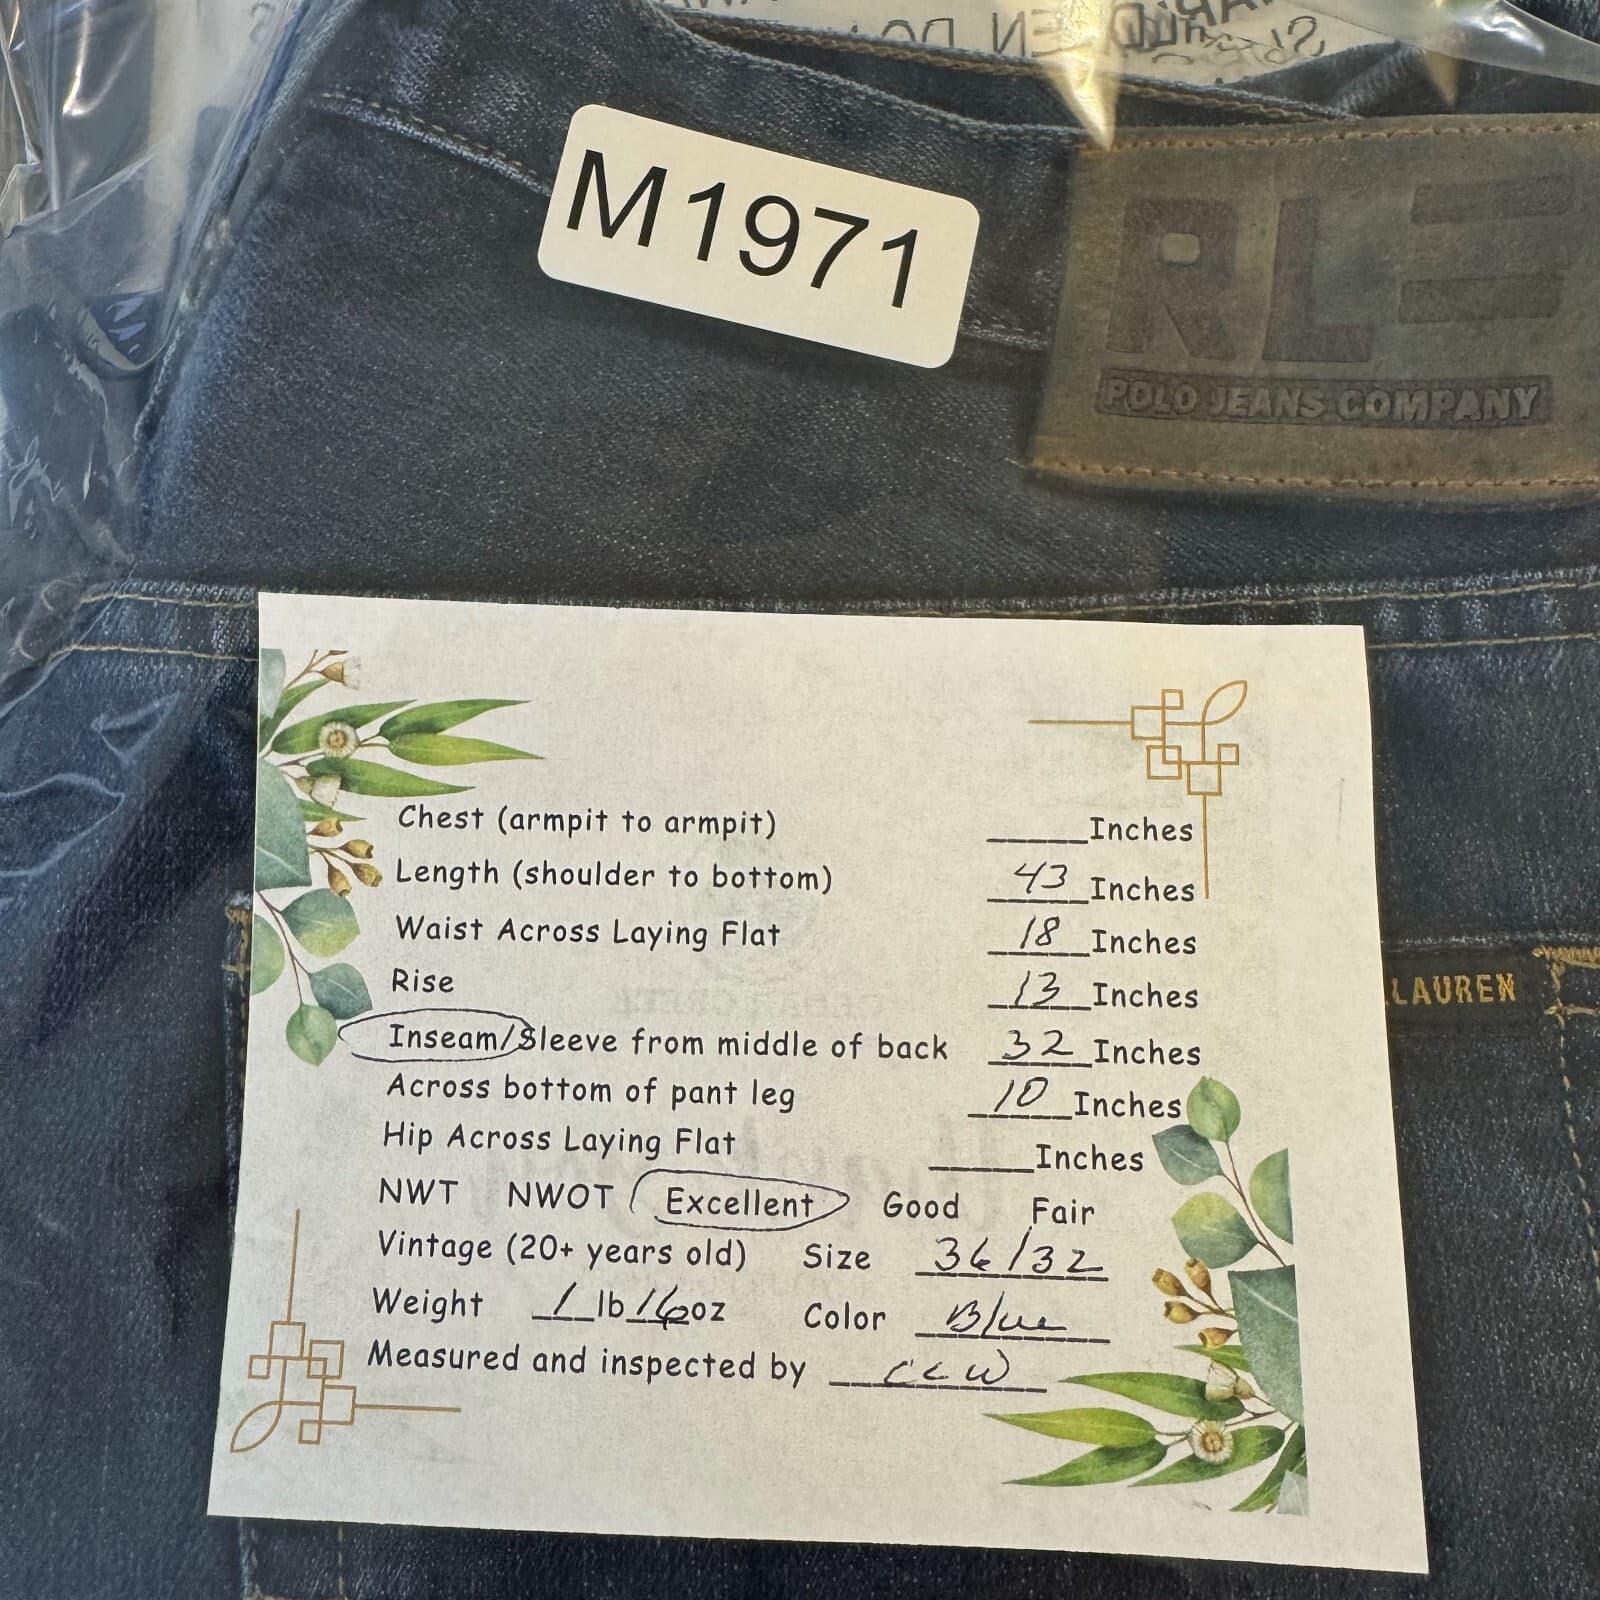 M1971
RL
POLO JEANS COMPANY
Chest (armpit to armpit) _____Inches
Length (shoulder to bottom) 43 Inches
Waist Across Laying Flat 18 Inches
Rise 13 Inches
Inseam/Sleeve from middle of back 32 Inches
LAUREN
Across bottom of pant leg 10 Inches
Hip Across Laying Flat _____Inches
NWT NWOT Excellent Good Fair
Vintage (20+ years old) Size 36/32
Weight 1 lb 16 oz Color Blue
Measured and inspected by CCW